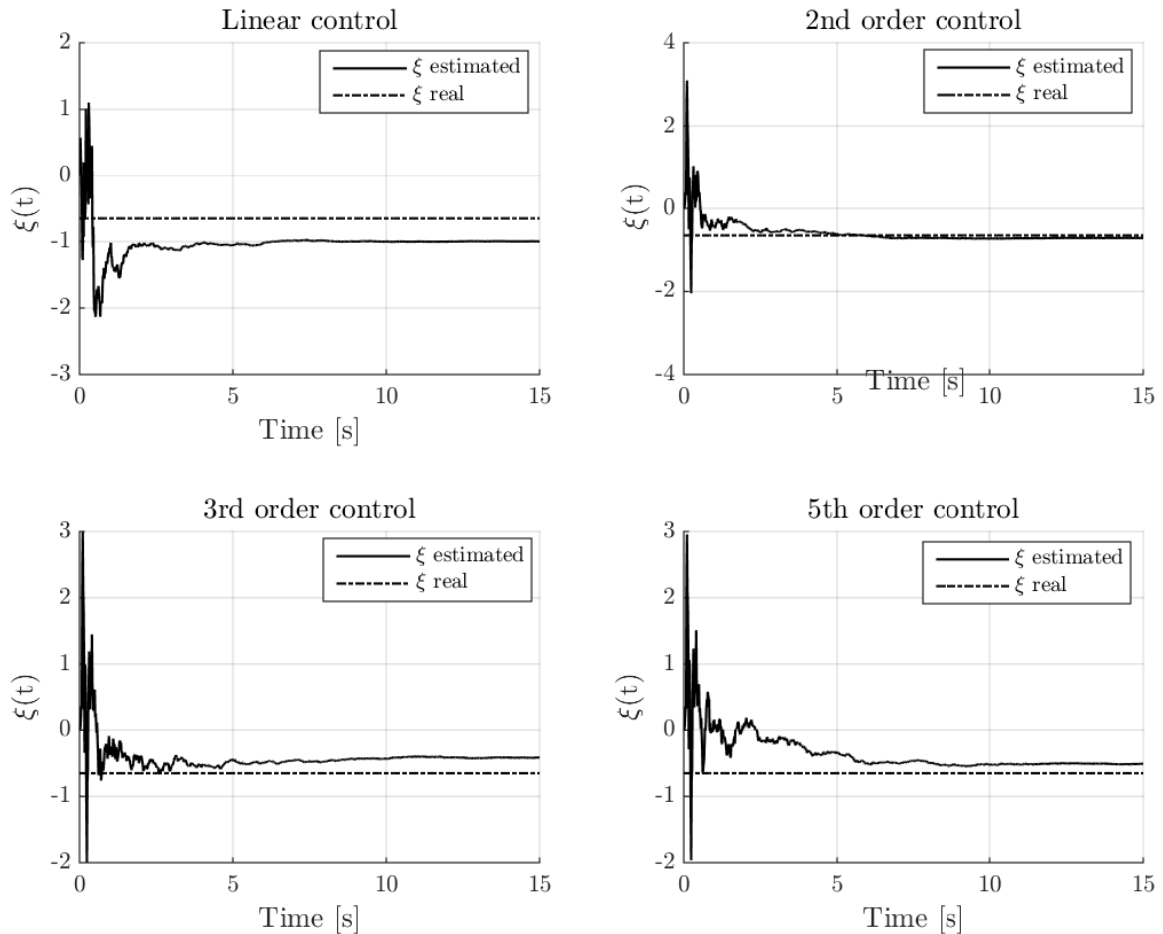 Linear control
2
1
0
-1
-2
-3
ξ(t)
ξ estimated
ξ real
0
5
10
15
Time [s]
2nd order control
4
2
0
-2
-4
ξ(t)
ξ estimated
ξ real
0
5
10
15
Time [s]
3rd order control
3
2
1
0
-1
-2
ξ(t)
ξ estimated
ξ real
0
5
10
15
Time [s]
5th order control
3
2
1
0
-1
-2
ξ(t)
ξ estimated
ξ real
0
5
10
15
Time [s]